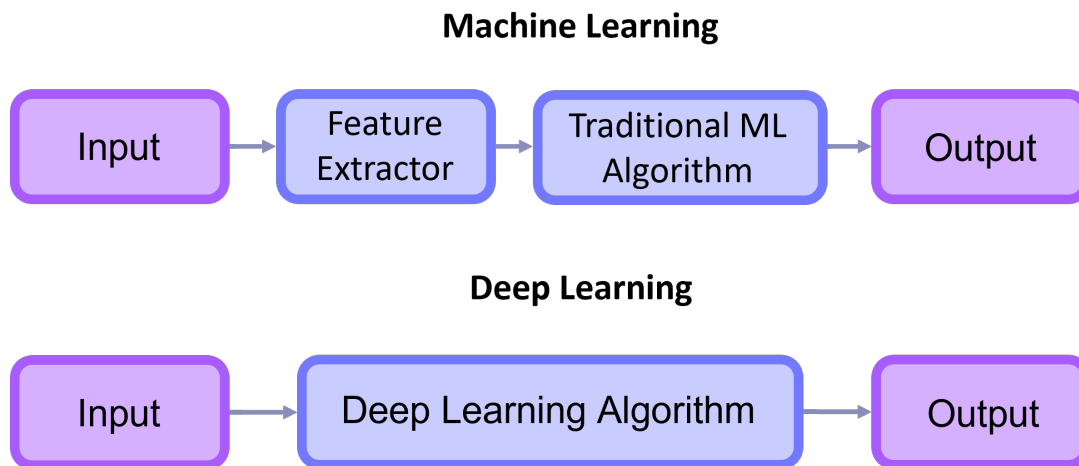 Machine Learning
Input
Feature
Extractor
Traditional ML
Algorithm
Output
Deep Learning
Input
Deep Learning Algorithm
Output